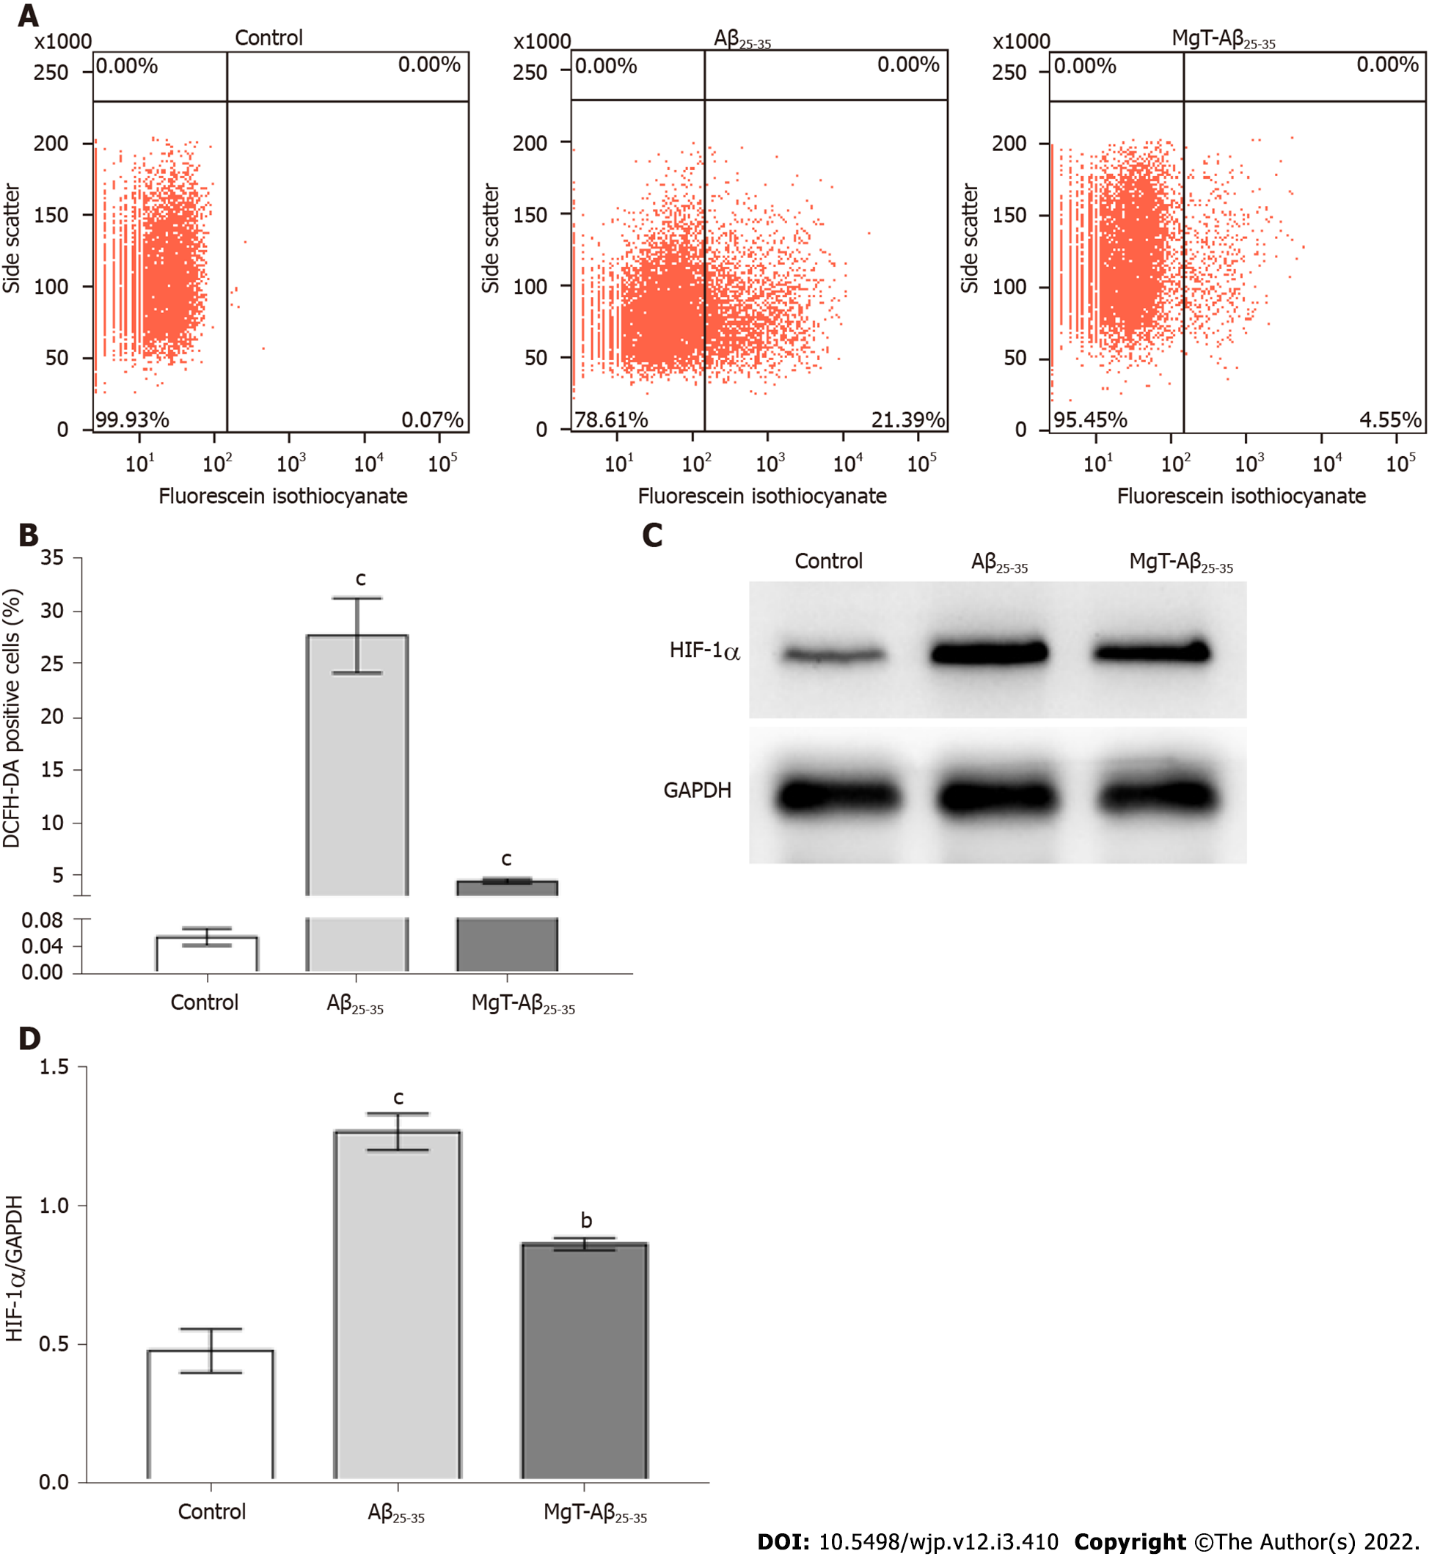 A
Control
x1000
250
200
150
100
50
0
Side scatter
0.00%
0.00%
99.93%
0.07%
10¹ 10² 10³ 10⁴ 10⁵
Fluorescein isothiocyanate
Aβ₂₅₋₃₅
x1000
250
200
150
100
50
0
Side scatter
0.00%
0.00%
78.61%
21.39%
10¹ 10² 10³ 10⁴ 10⁵
Fluorescein isothiocyanate
MgT-Aβ₂₅₋₃₅
x1000
250
200
150
100
50
0
Side scatter
0.00%
0.00%
95.45%
4.55%
10¹ 10² 10³ 10⁴ 10⁵
Fluorescein isothiocyanate
B
DCFH-DA positive cells (%)
35
30
25
20
15
10
5
0.08
0.04
0.00
c
c
Control Aβ₂₅₋₃₅ MgT-Aβ₂₅₋₃₅
C
Control Aβ₂₅₋₃₅ MgT-Aβ₂₅₋₃₅
HIF-1α
GAPDH
D
HIF-1α/GAPDH
1.5
1.0
0.5
0.0
c
b
Control Aβ₂₅₋₃₅ MgT-Aβ₂₅₋₃₅
DOI: 10.5498/wjp.v12.i3.410 Copyright ©The Author(s) 2022.